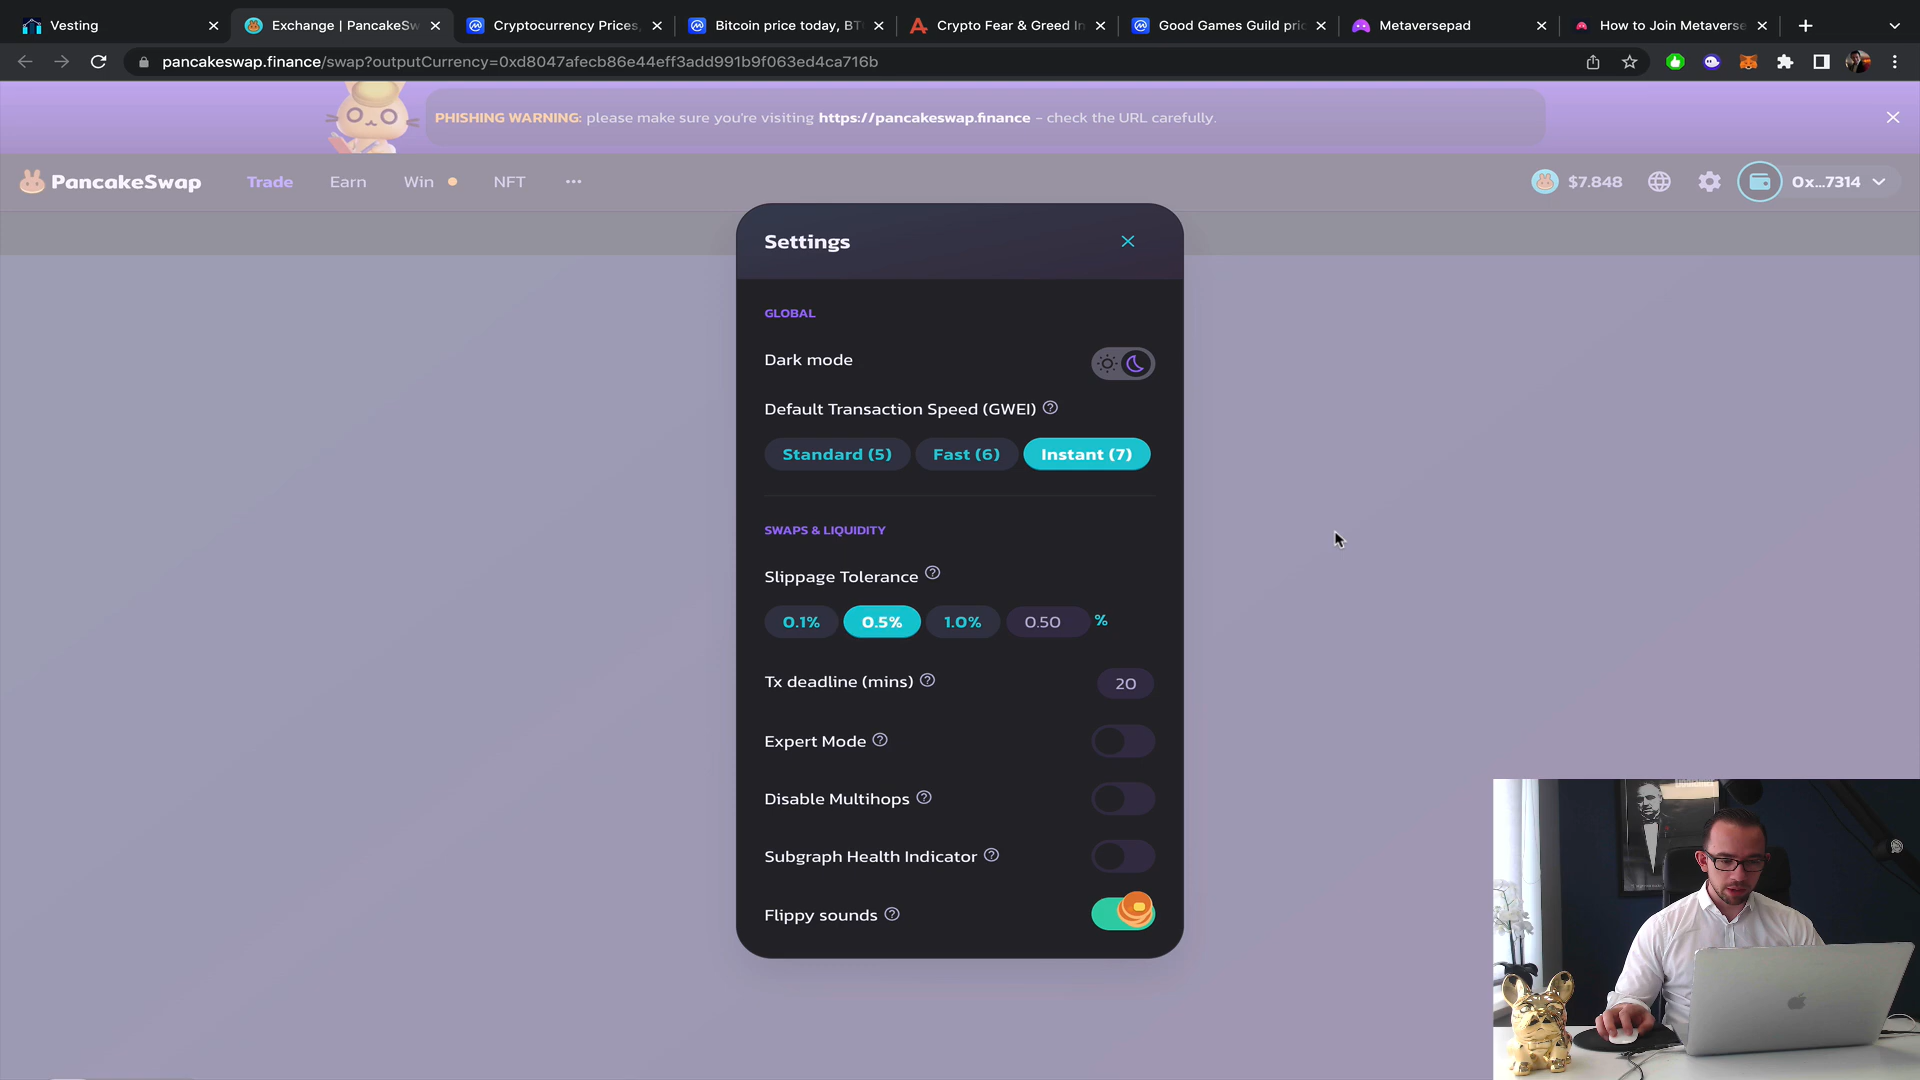 Vesting
Exchange | PancakeSw
Cryptocurrency Prices,
Bitcoin price today, BT
Crypto Fear & Greed In
Good Games Guild pric
Metaversepad
How to Join Metaverse
pancakeswap.finance/swap?outputCurrency=0xd8047afecb86e44eff3add991b9f063ed4ca716b
PHISHING WARNING: please make sure you're visiting https://pancakeswap.finance - check the URL carefully.
PancakeSwap
Trade
Earn
Win
NFT
$7.848
0x...7314
Settings
GLOBAL
Dark mode
Default Transaction Speed (GWEI)
Standard (5)
Fast (6)
Instant (7)
SWAPS & LIQUIDITY
Slippage Tolerance
0.1%
0.5%
1.0%
0.50
%
Tx deadline (mins)
20
Expert Mode
Disable Multihops
Subgraph Health Indicator
Flippy sounds